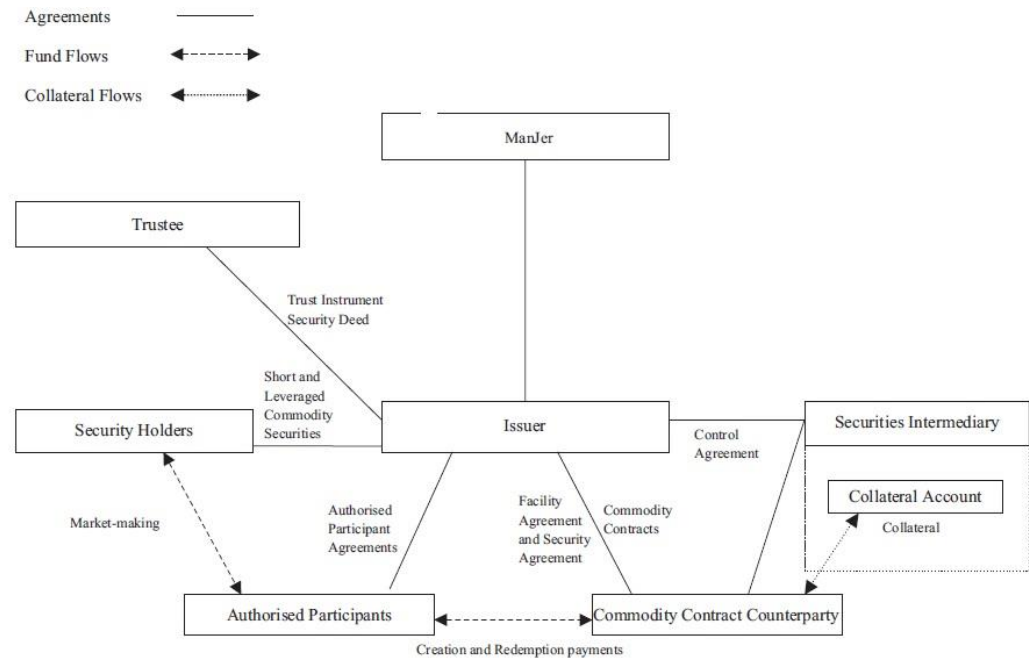 Agreements
Fund Flows
Collateral Flows
ManJer
Trustee
Trust Instrument
Security Deed
Short and
Leveraged
Commodity
Securities
Security Holders
Issuer
Control
Agreement
Securities Intermediary
Collateral Account
Collateral
Market-making
Authorised
Participant
Agreements
Facility
Agreement
and Security
Agreement
Commodity
Contracts
Authorised Participants
Commodity Contract Counterparty
Creation and Redemption payments